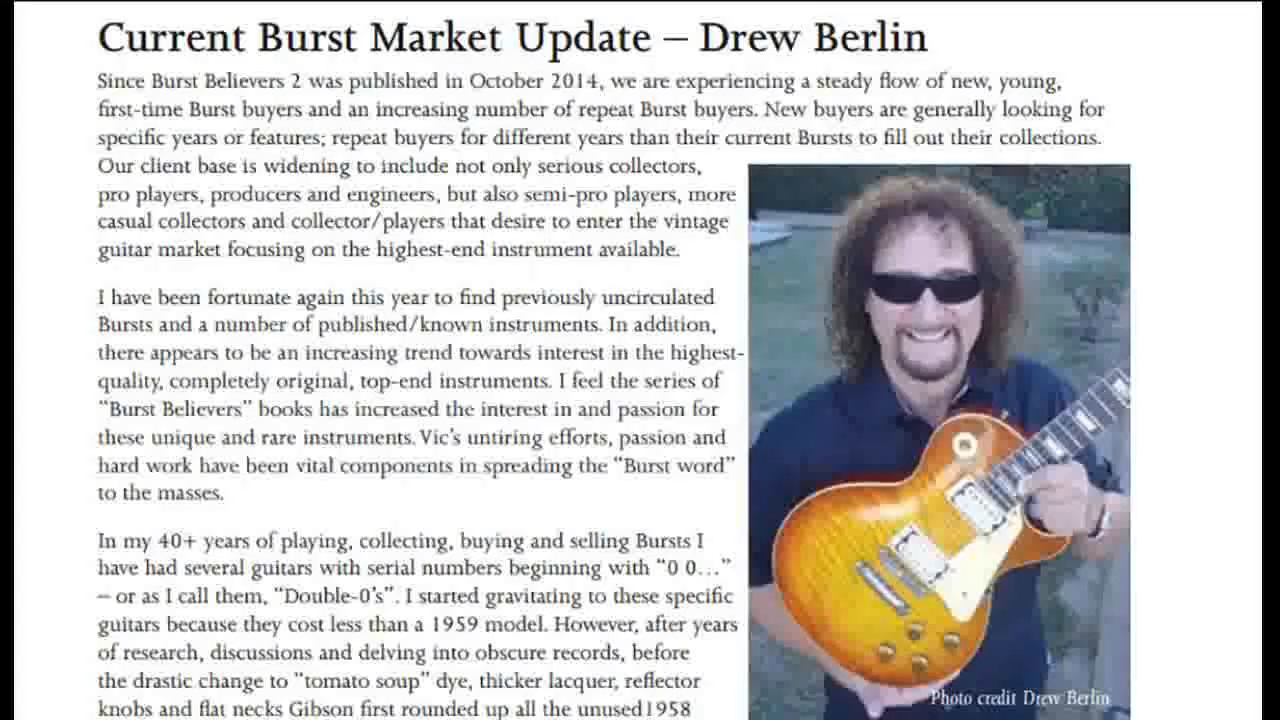 Current Burst Market Update – Drew Berlin
Since Burst Believers 2 was published in October 2014, we are experiencing a steady flow of new, young,
first-time Burst buyers and an increasing number of repeat Burst buyers. New buyers are generally looking for
specific years or features; repeat buyers for different years than their current Bursts to fill out their collections.
Our client base is widening to include not only serious collectors,
pro players, producers and engineers, but also semi-pro players, more
casual collectors and collector/players that desire to enter the vintage
guitar market focusing on the highest-end instrument available.
I have been fortunate again this year to find previously uncirculated
Bursts and a number of published/known instruments. In addition,
there appears to be an increasing trend towards interest in the highest-
quality, completely original, top-end instruments. I feel the series of
“Burst Believers” books has increased the interest in and passion for
these unique and rare instruments. Vic’s untiring efforts, passion and
hard work have been vital components in spreading the “Burst word”
to the masses.
In my 40+ years of playing, collecting, buying and selling Bursts I
have had several guitars with serial numbers beginning with “0 0…”
– or as I call them, “Double-0’s”. I started gravitating to these specific
guitars because they cost less than a 1959 model. However, after years
of research, discussions and delving into obscure records, before
the drastic change to “tomato soup” dye, thicker lacquer, reflector
knobs and flat necks Gibson first rounded up all the unused1958
Photo credit Drew Berlin